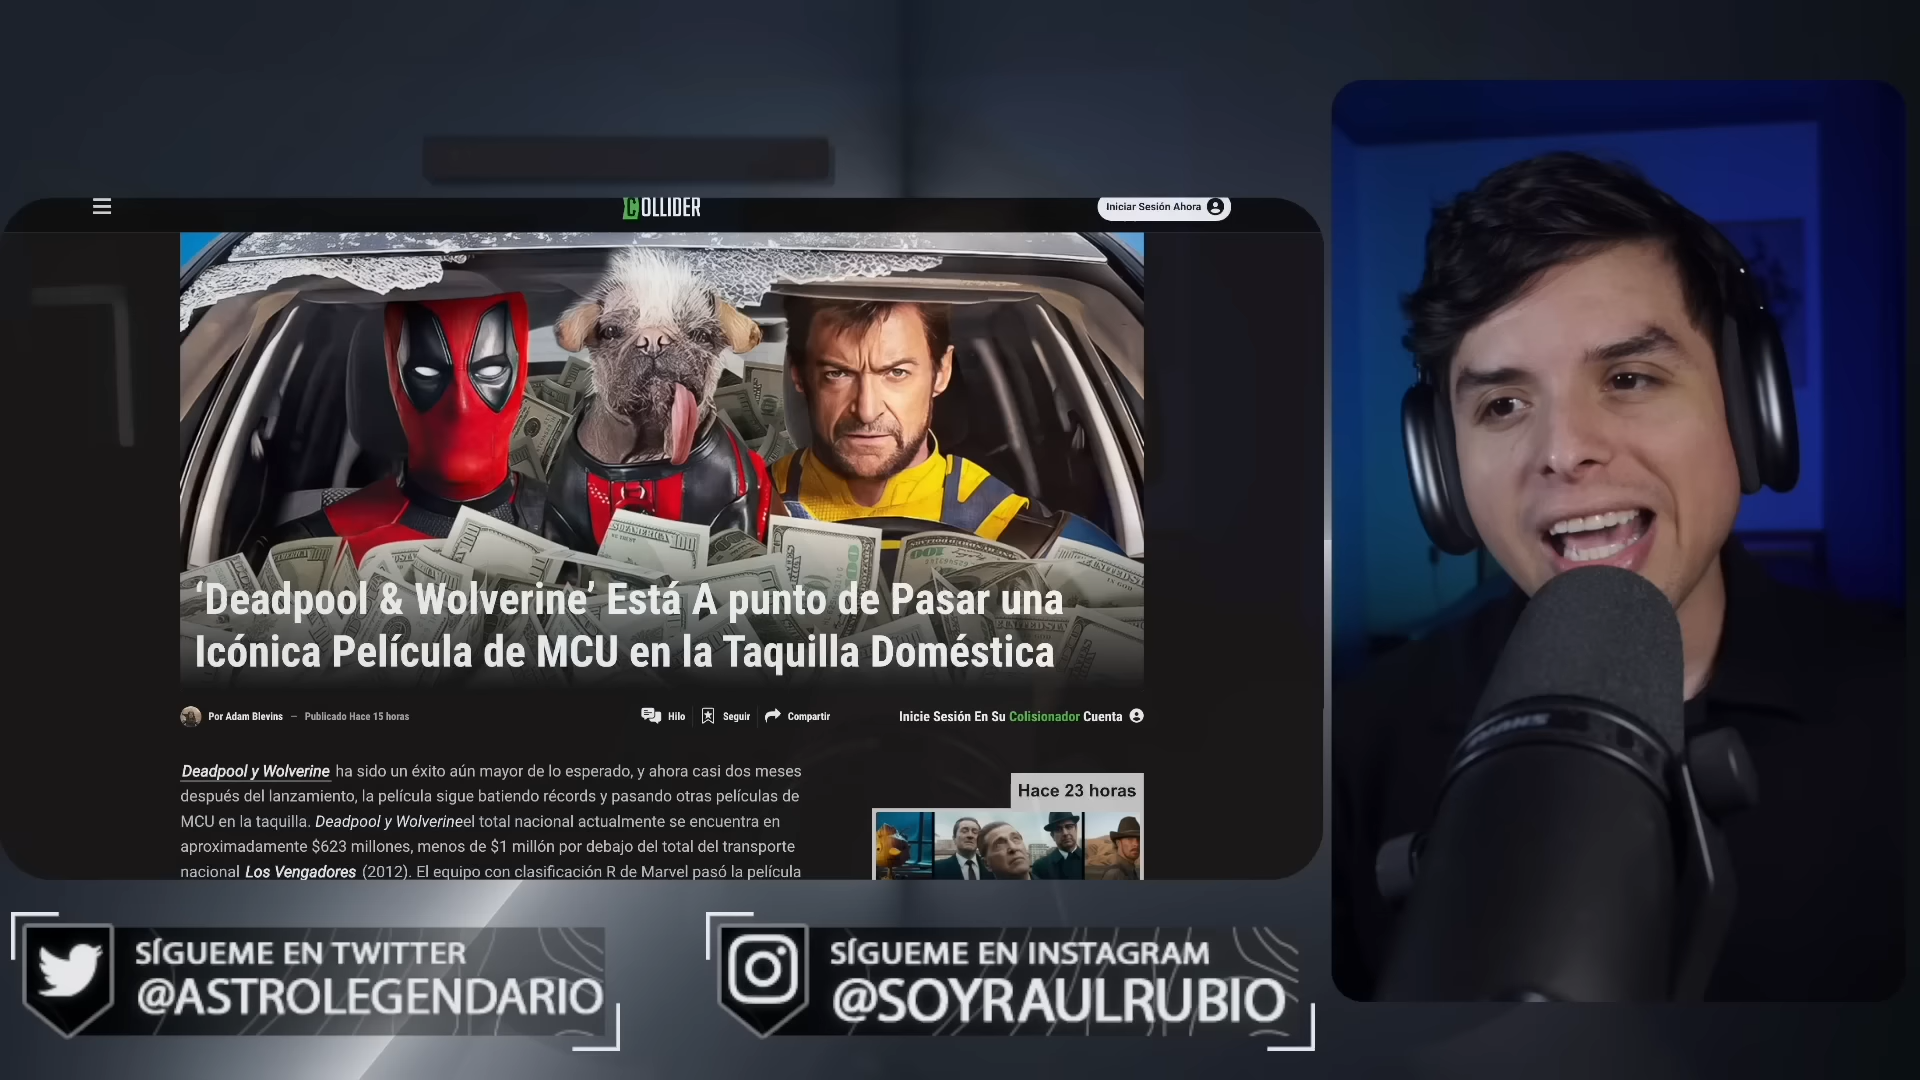 COLLIDER
Iniciar Sesión Ahora
‘Deadpool & Wolverine’ Está A punto de Pasar una
Icónica Película de MCU en la Taquilla Doméstica
Por Adam Blevins — Publicado Hace 15 horas
Hilo
Seguir
Compartir
Inicie Sesión En Su Colisionador Cuenta
Deadpool y Wolverine ha sido un éxito aún mayor de lo esperado, y ahora casi dos meses
después del lanzamiento, la película sigue batiendo récords y pasando otras películas de
MCU en la taquilla. Deadpool y Wolverineel total nacional actualmente se encuentra en
aproximadamente $623 millones, menos de $1 millón por debajo del total del transporte
nacional Los Vengadores (2012). El equipo con clasificación R de Marvel pasó la película
Hace 23 horas
SÍGUEME EN TWITTER
@ASTROLEGENDARIO
SÍGUEME EN INSTAGRAM
@SOYRAULRUBIO